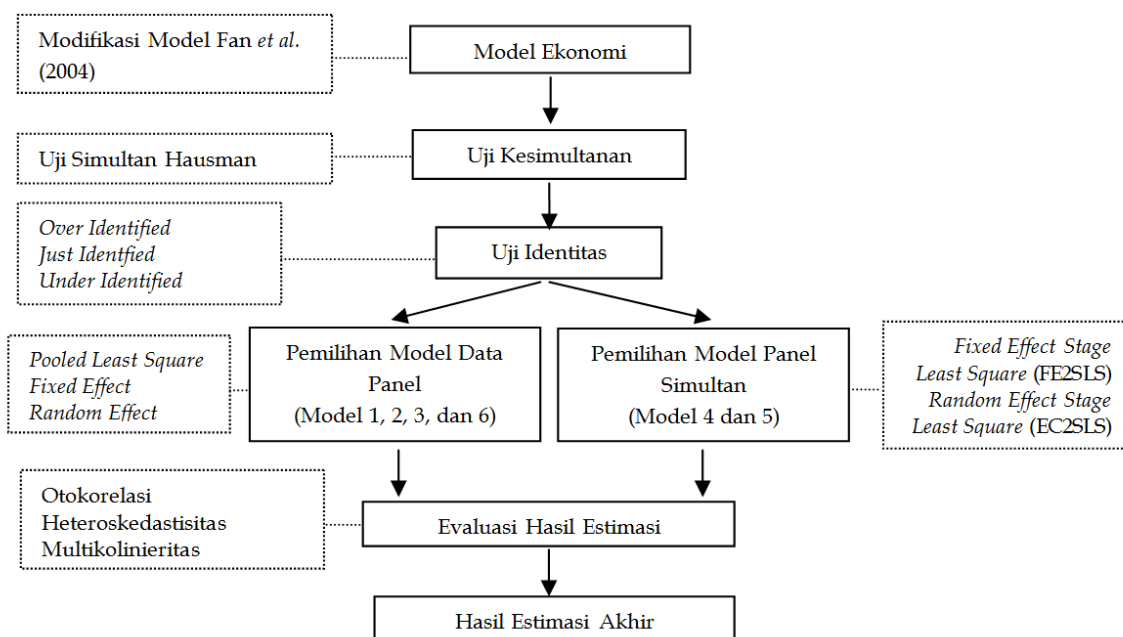 Modifikasi Model Fan et al.
(2004)
Model Ekonomi
Uji Simultan Hausman
Uji Kesimultanan
Over Identified
Just Identfied
Under Identified
Uji Identitas
Pooled Least Square
Fixed Effect
Random Effect
Pemilihan Model Data
Panel
(Model 1, 2, 3, dan 6)
Pemilihan Model Panel
Simultan
(Model 4 dan 5)
Fixed Effect Stage
Least Square (FE2SLS)
Random Effect Stage
Least Square (EC2SLS)
Otokorelasi
Heteroskedastisitas
Multikolinieritas
Evaluasi Hasil Estimasi
Hasil Estimasi Akhir